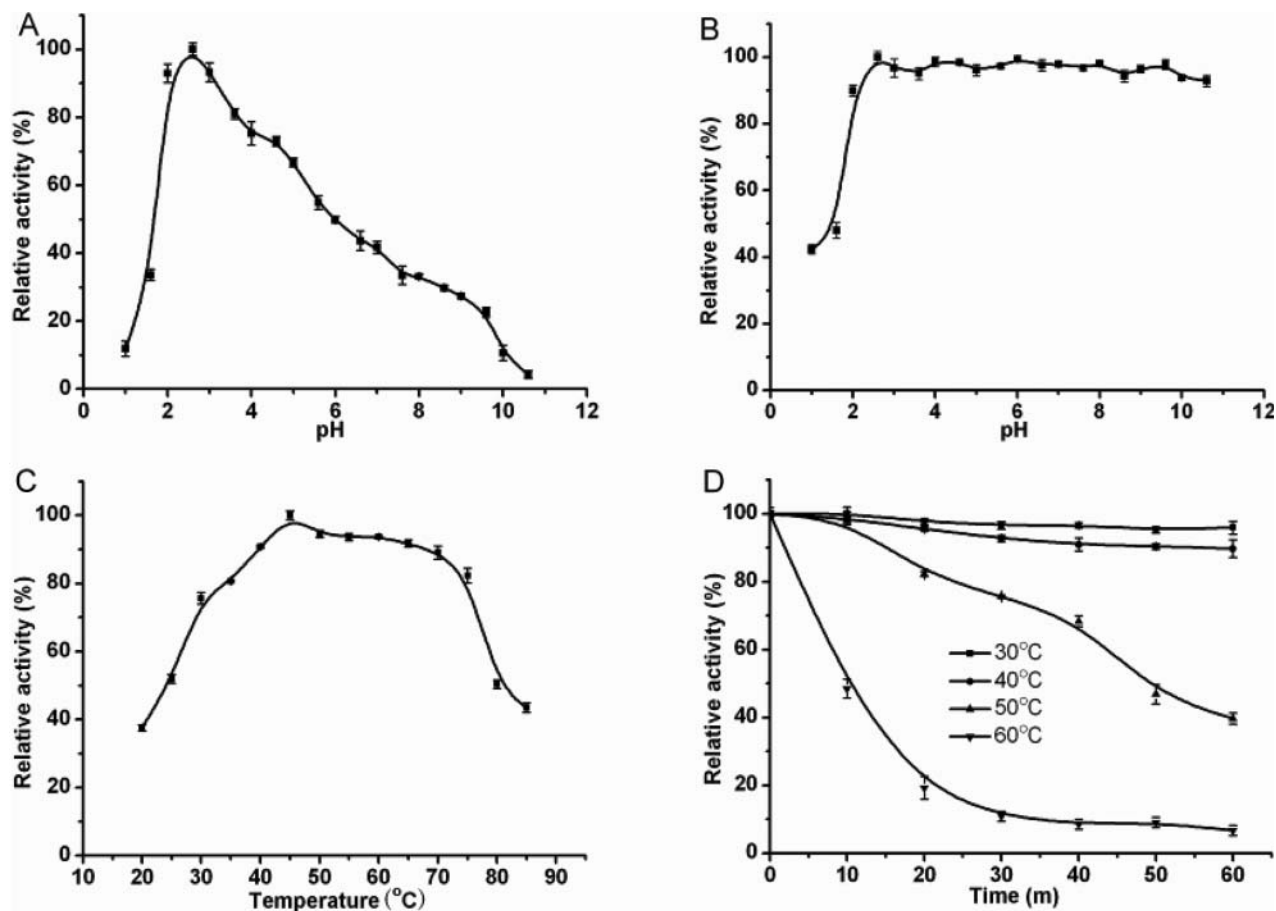 A
Relative activity (%)
100
80
60
40
20
0
0 2 4 6 8 10 12
pH
B
Relative activity (%)
100
80
60
40
20
0
0 2 4 6 8 10 12
pH
C
Relative activity (%)
100
80
60
40
20
0
10 20 30 40 50 60 70 80 90
Temperature (°C)
D
Relative activity (%)
100
80
60
40
20
0
30°C
40°C
50°C
60°C
0 10 20 30 40 50 60
Time (m)